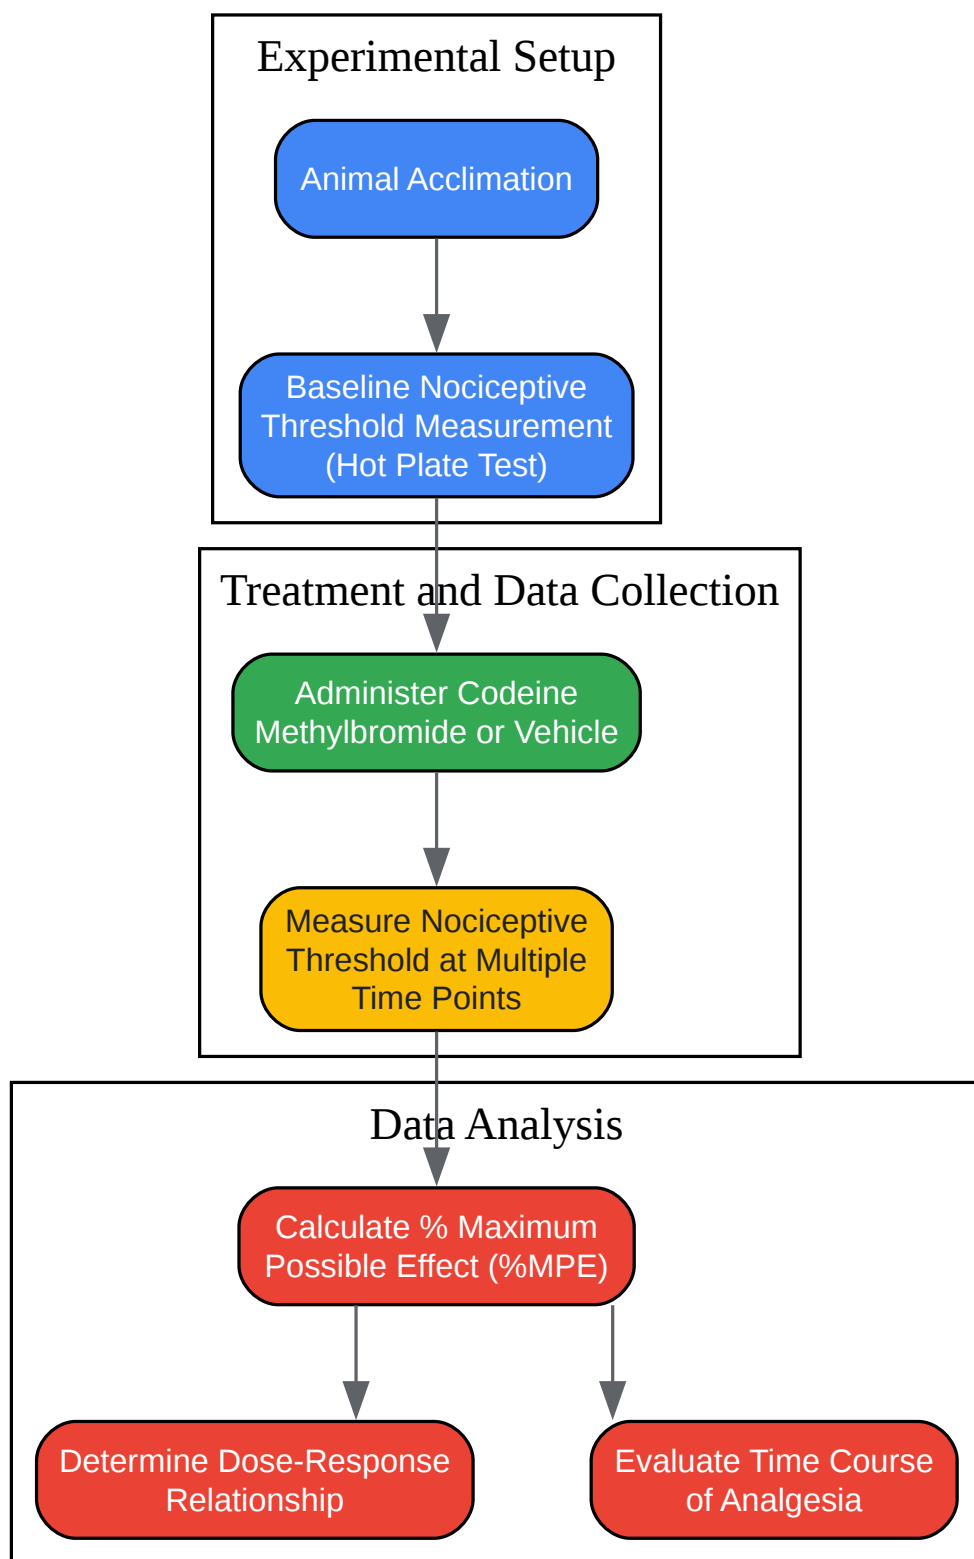 Experimental Setup
Animal Acclimation
Baseline Nociceptive
Threshold Measurement
(Hot Plate Test)
Treatment and Data Collection
Administer Codeine
Methylbromide or Vehicle
Measure Nociceptive
Threshold at Multiple
Time Points
Data Analysis
Calculate % Maximum
Possible Effect (%MPE)
Determine Dose-Response
Relationship
Evaluate Time Course
of Analgesia